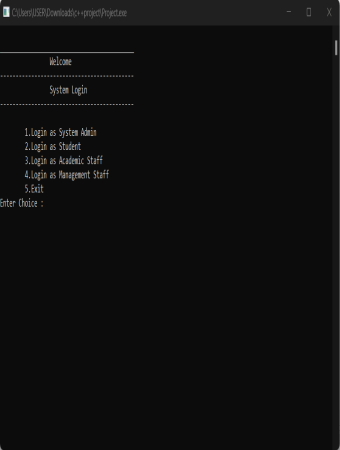 C:\Users\USER\Downloads\c++project\Project.exe
Welcome
System Login
1.Login as System Admin
2.Login as Student
3.Login as Academic Staff
4.Login as Management Staff
5.Exit
Enter Choice :